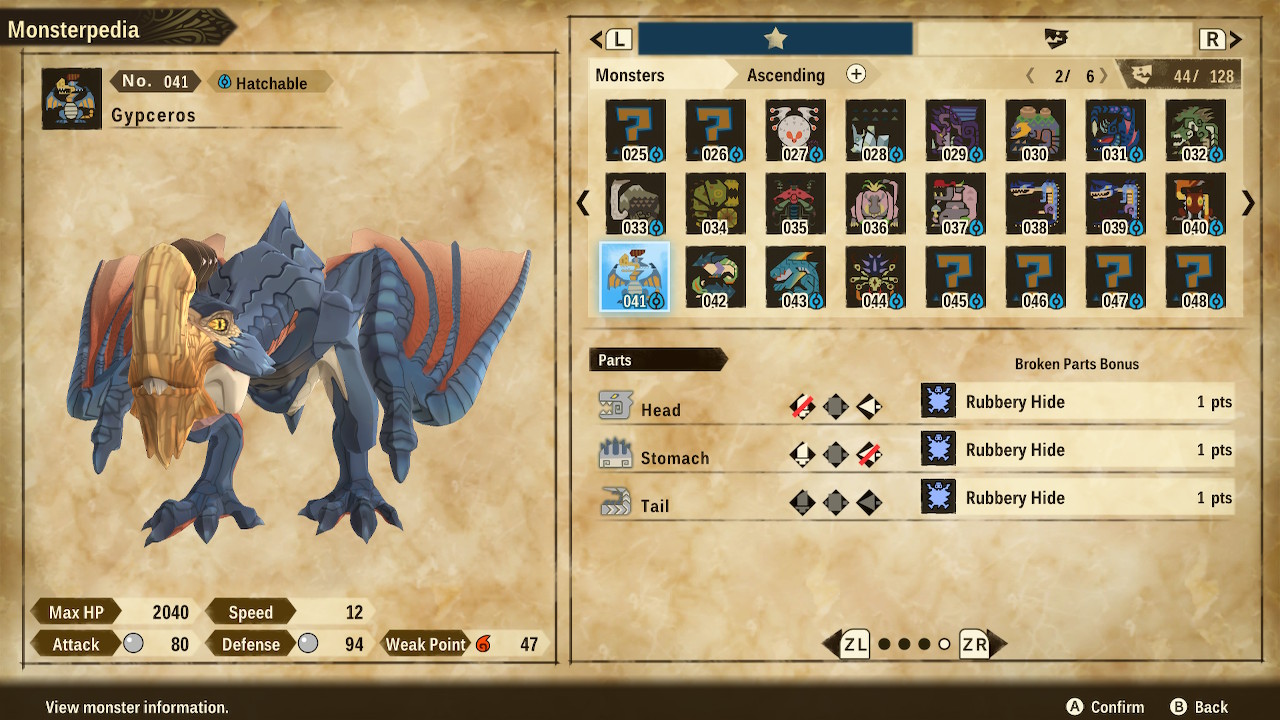 Monsterpedia
No. 041
Hatchable
Gypceros
L
R
Monsters
Ascending
2/ 6
44/ 128
025 026 027 028 029 030 031 032
033 034 035 036 037 038 039 040
041 042 043 044 045 046 047 048
Parts
Broken Parts Bonus
Head
Rubbery Hide 1 pts
Stomach
Rubbery Hide 1 pts
Tail
Rubbery Hide 1 pts
Max HP 2040
Speed 12
Attack 80
Defense 94
Weak Point 47
ZL
ZR
View monster information.
A Confirm
B Back